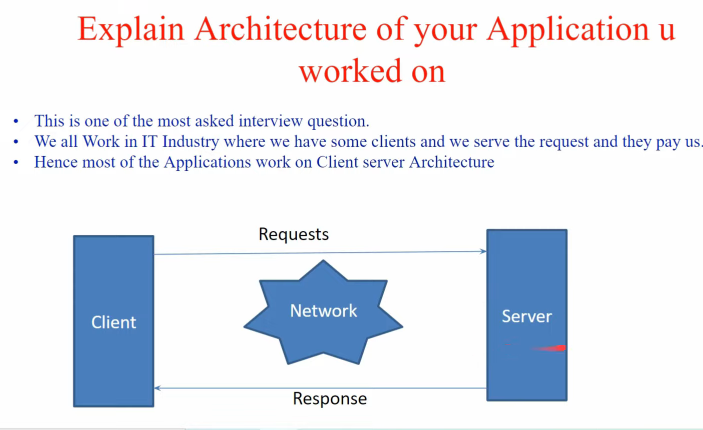 Explain Architecture of your Application u
worked on
• This is one of the most asked interview question.
• We all Work in IT Industry where we have some clients and we serve the request and they pay us.
• Hence most of the Applications work on Client server Architecture
Requests
Network
Client
Server
Response